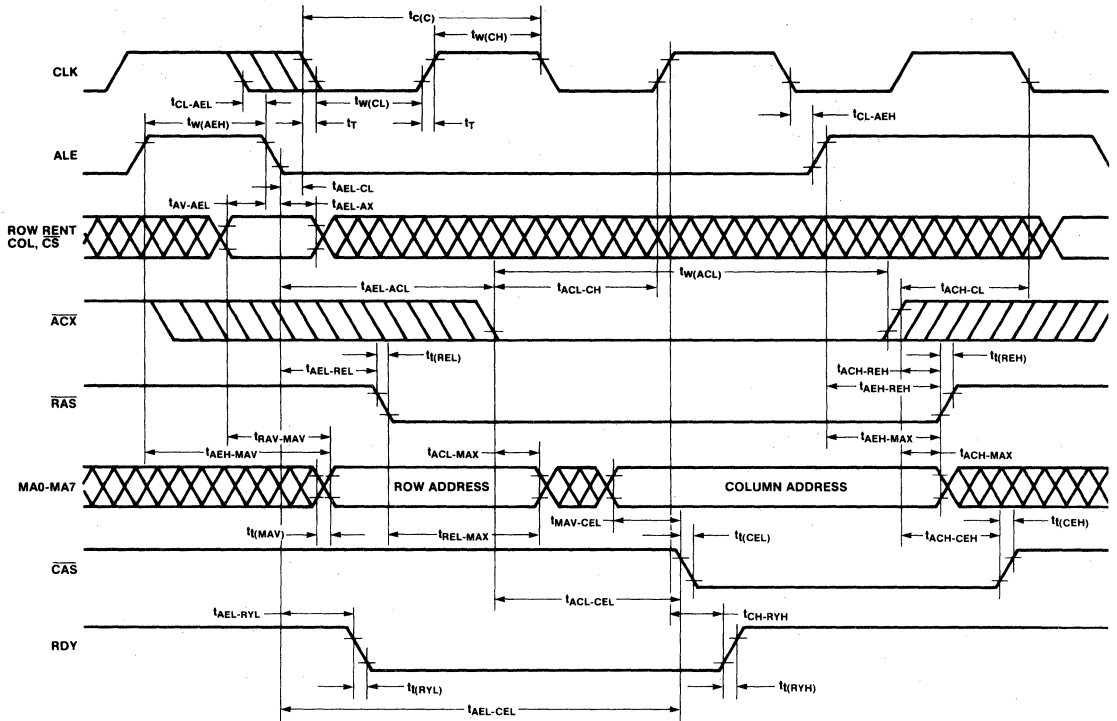 tC(C)
tW(CH)
CLK
tCL-AEL
tW(CL)
tW(AEH)
tT
tT
tCL-AEH
ALE
tAEL-CL
tAV-AEL
tAEL-AX
ROW RENT
COL, CS
tW(ACL)
tAEL-ACL
tACL-CH
tACH-CL
ACX
tt(REL)
tt(REH)
tAEL-REL
tACH-REH
tAEH-REH
RAS
tRAV-MAV
tAEH-MAV
tACL-MAX
tAEH-MAX
tACH-MAX
MA0-MA7
ROW ADDRESS
COLUMN ADDRESS
tt(MAV)
tREL-MAX
tMAV-CEL
tt(CEL)
tACH-CEH
tt(CEH)
CAS
tACL-CEL
tAEL-RYL
tCH-RYH
RDY
tt(RYL)
tt(RYH)
tAEL-CEL